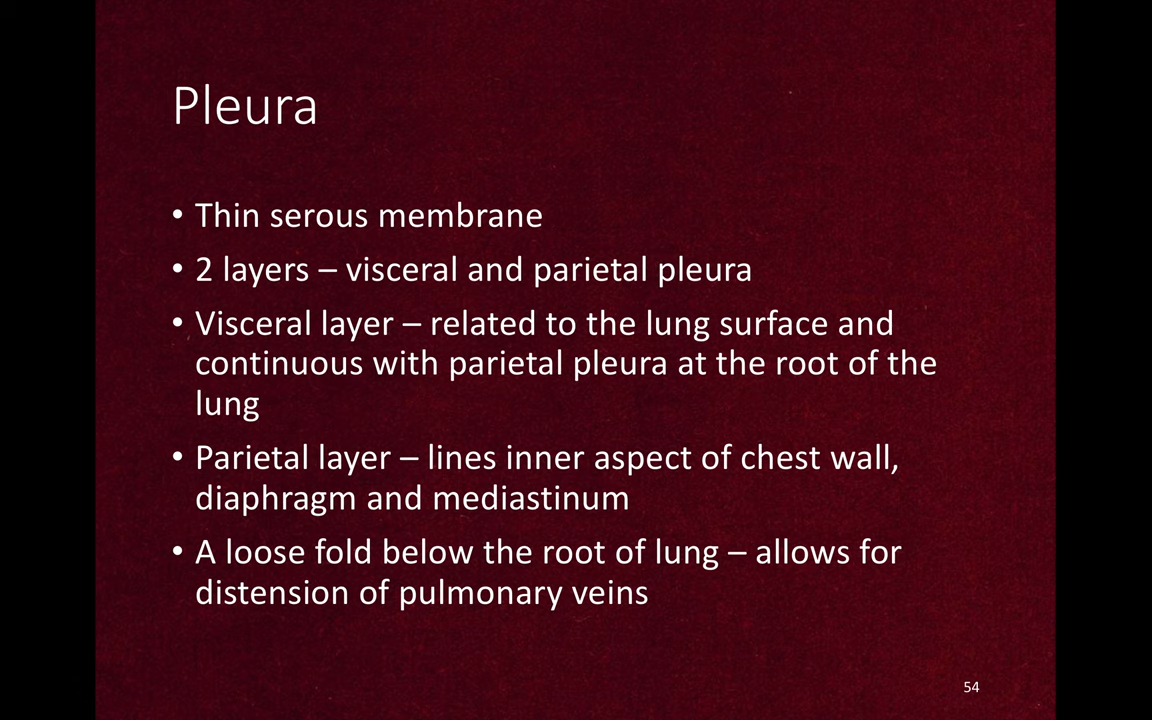 Pleura
• Thin serous membrane
• 2 layers – visceral and parietal pleura
• Visceral layer – related to the lung surface and
continuous with parietal pleura at the root of the
lung
• Parietal layer – lines inner aspect of chest wall,
diaphragm and mediastinum
• A loose fold below the root of lung – allows for
distension of pulmonary veins
54